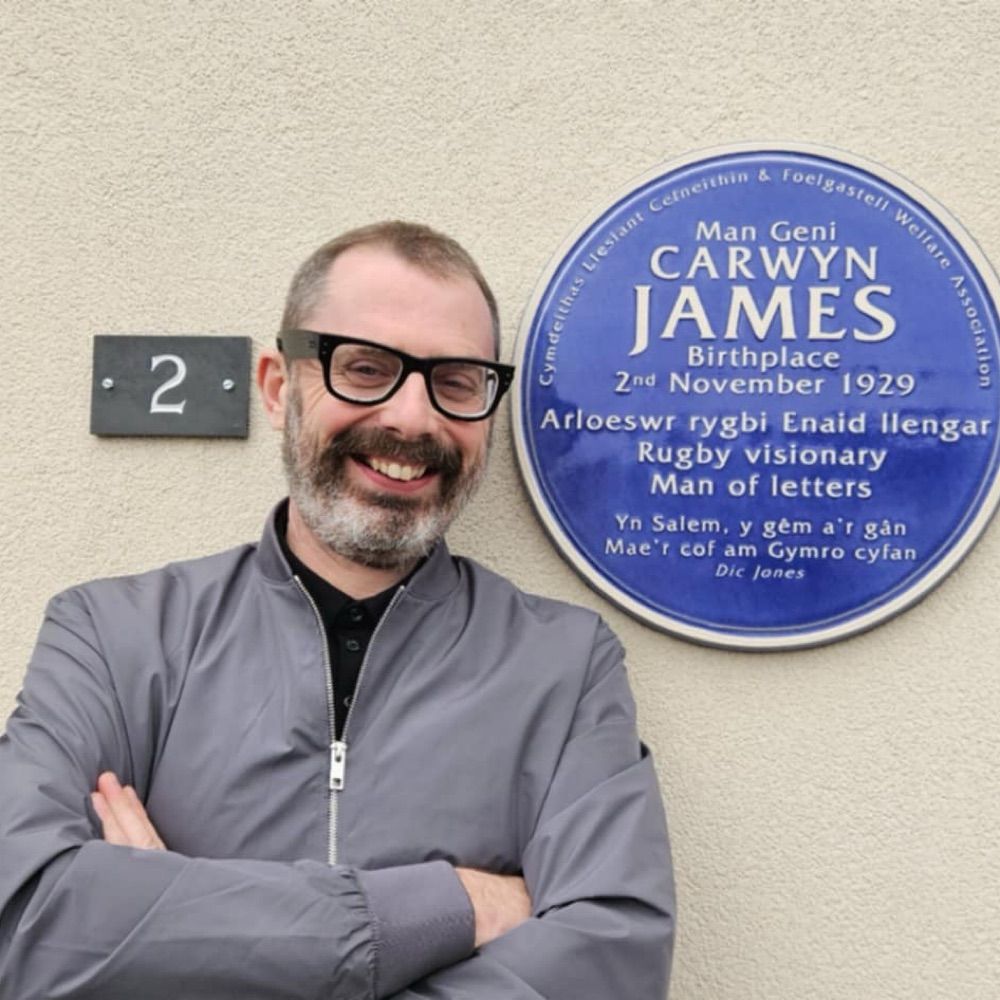 2
Cymdeithas Llesiant Cefneithin & Foelgastell Welfare Association
Man Geni
CARWYN
JAMES
Birthplace
2nd November 1929
Arloeswr rygbi Enaid llengar
Rugby visionary
Man of letters
Yn Salem, y gêm a'r gân
Mae'r cof am Gymro cyfan
Dic Jones